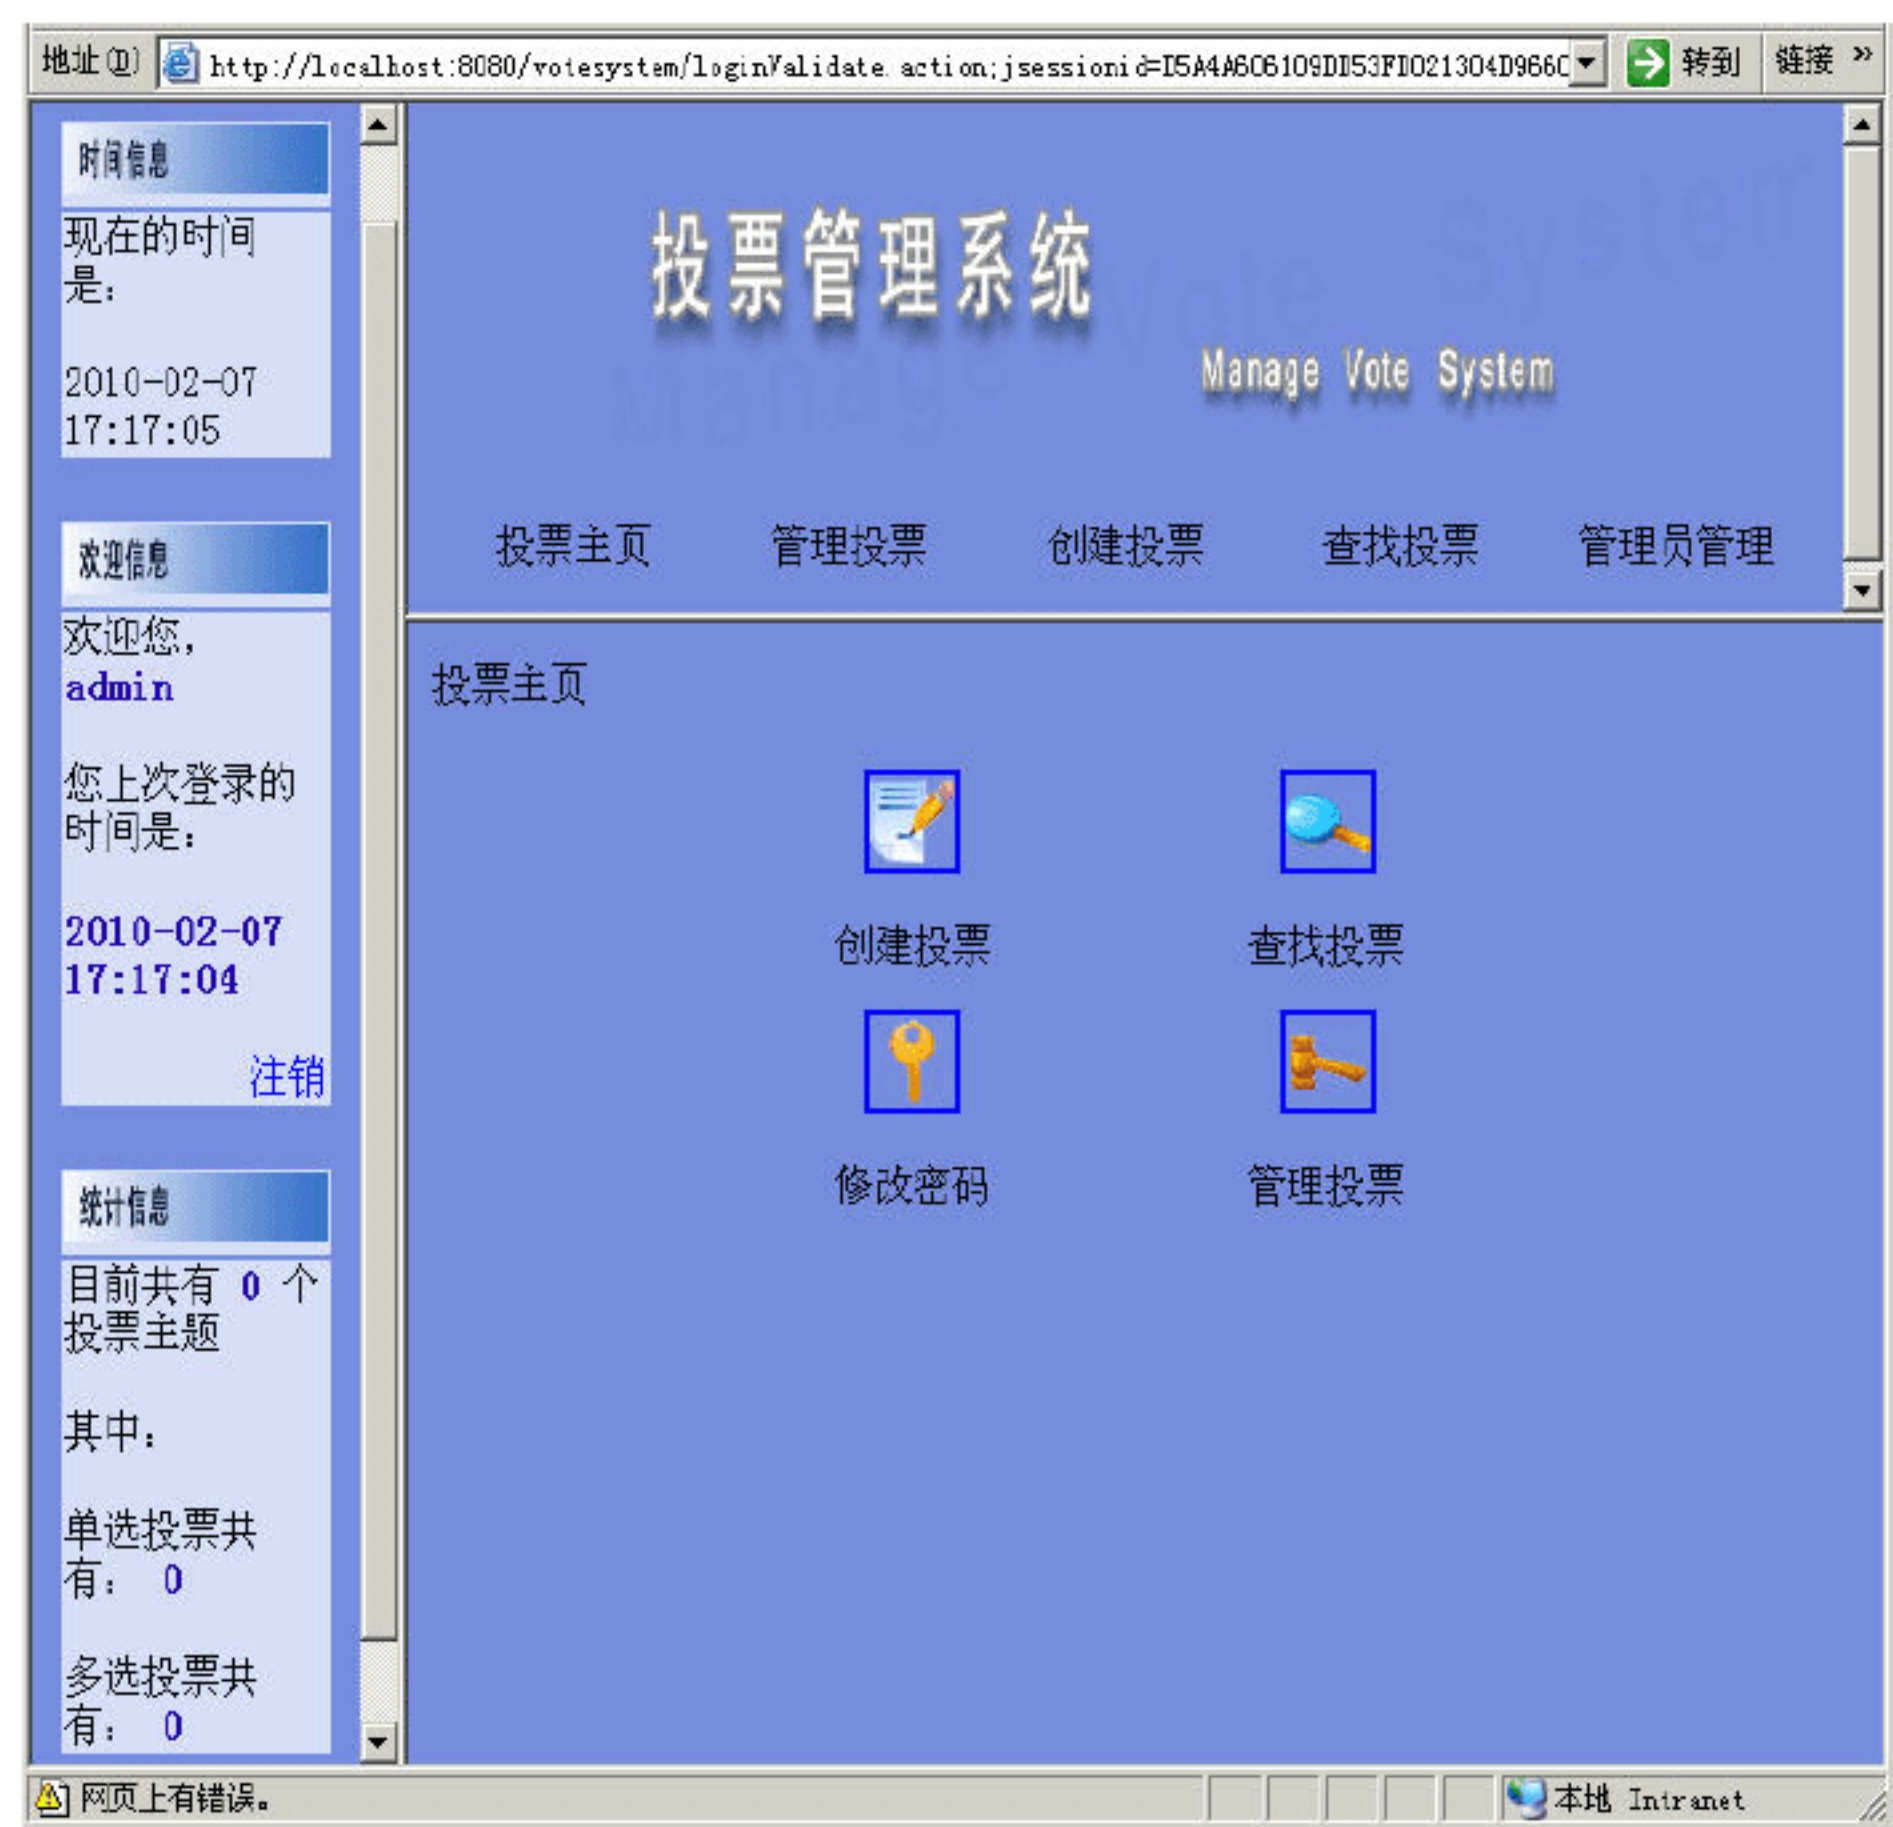 地址(D) http://localhost:8080/votesystem/loginValidate.action;jsessionid=D5A4A6C6109DD53FD021304D966C 转到 链接 »
时间信息
现在的时间
是：
2010-02-07
17:17:05
欢迎信息
欢迎您，
admin
您上次登录的
时间是：
2010-02-07
17:17:04
注销
统计信息
目前共有 0 个
投票主题
其中：
单选投票共
有： 0
多选投票共
有： 0
投票管理系统
Manage Vote System
Manage Vote System
投票主页 管理投票 创建投票 查找投票 管理员管理
投票主页
创建投票 查找投票
修改密码 管理投票
网页上有错误。 本地 Intranet